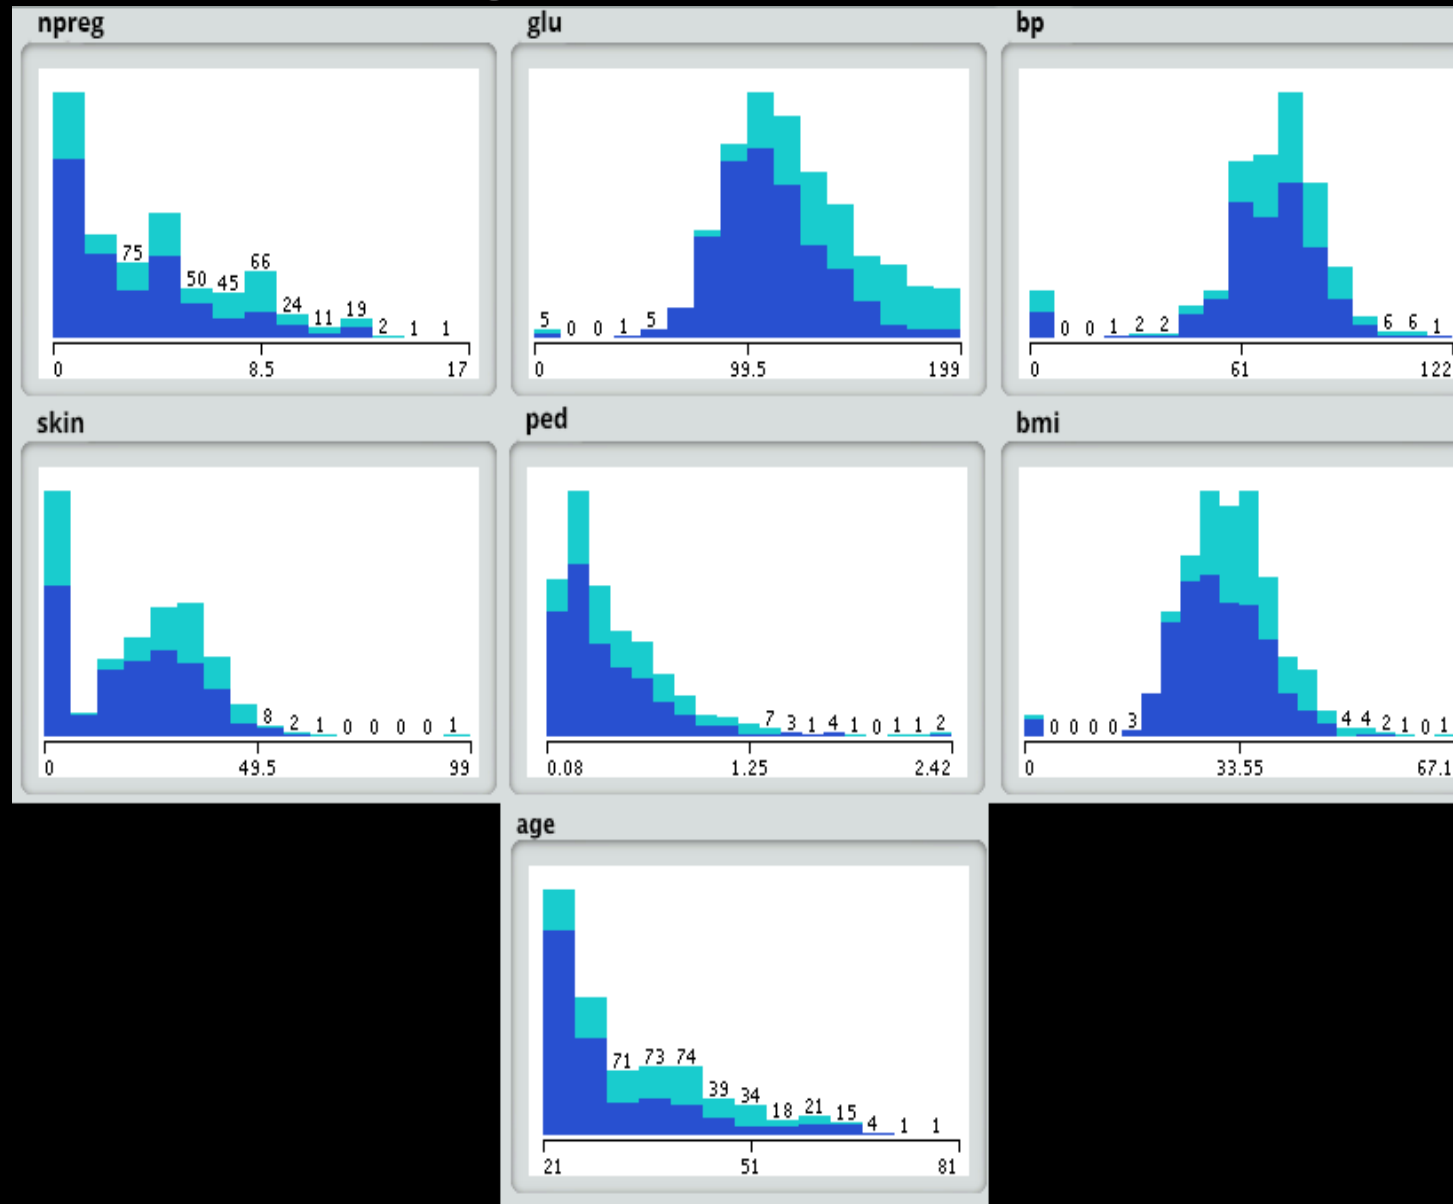 npreg
75
50 45 66 24 11 19 2 1 1
0 8.5 17
glu
5 0 0 1 5
0 99.5 199
bp
0 0 1 2 2 6 6 1
0 61 122
skin
8 2 1 0 0 0 0 1
0 49.5 99
ped
7 3 1 4 1 0 1 1 2
0.08 1.25 2.42
bmi
0 0 0 0 3 4 4 2 1 0 1
0 33.55 67.1
age
71 73 74 39 34 18 21 15 4 1 1
21 51 81